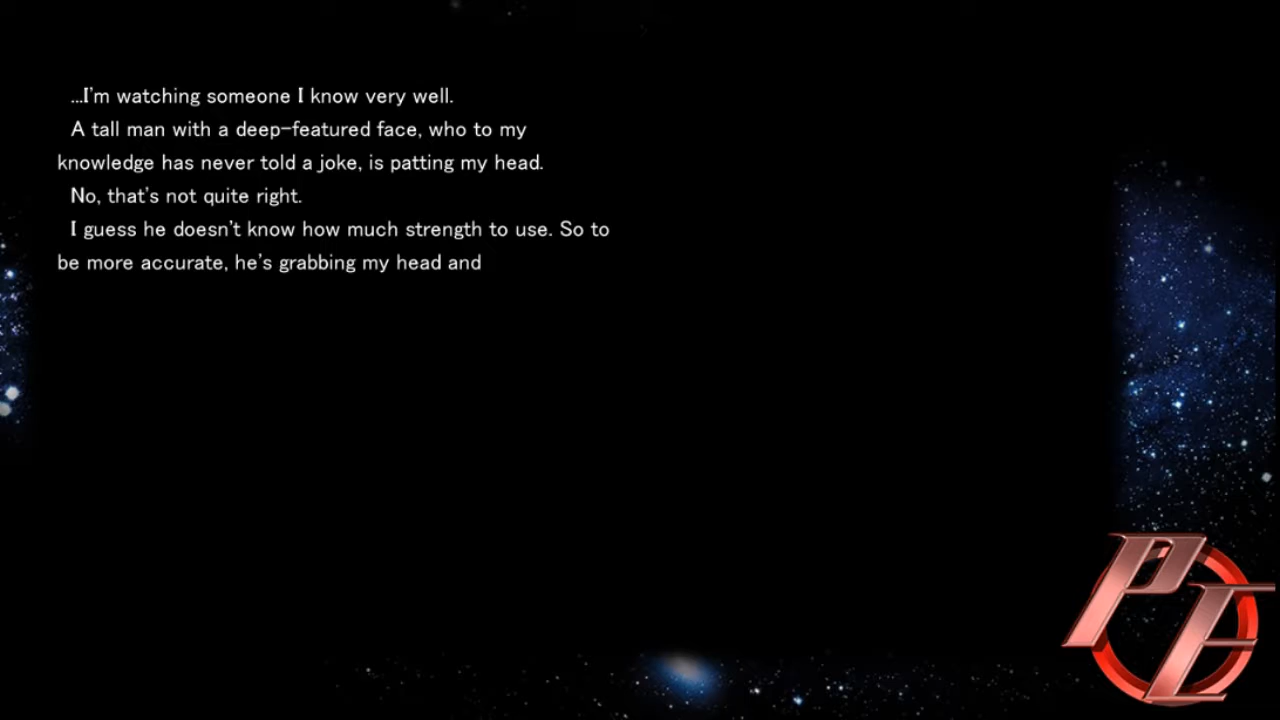 ...I'm watching someone I know very well.
A tall man with a deep-featured face, who to my
knowledge has never told a joke, is patting my head.
No, that's not quite right.
I guess he doesn't know how much strength to use. So to
be more accurate, he's grabbing my head and
PE